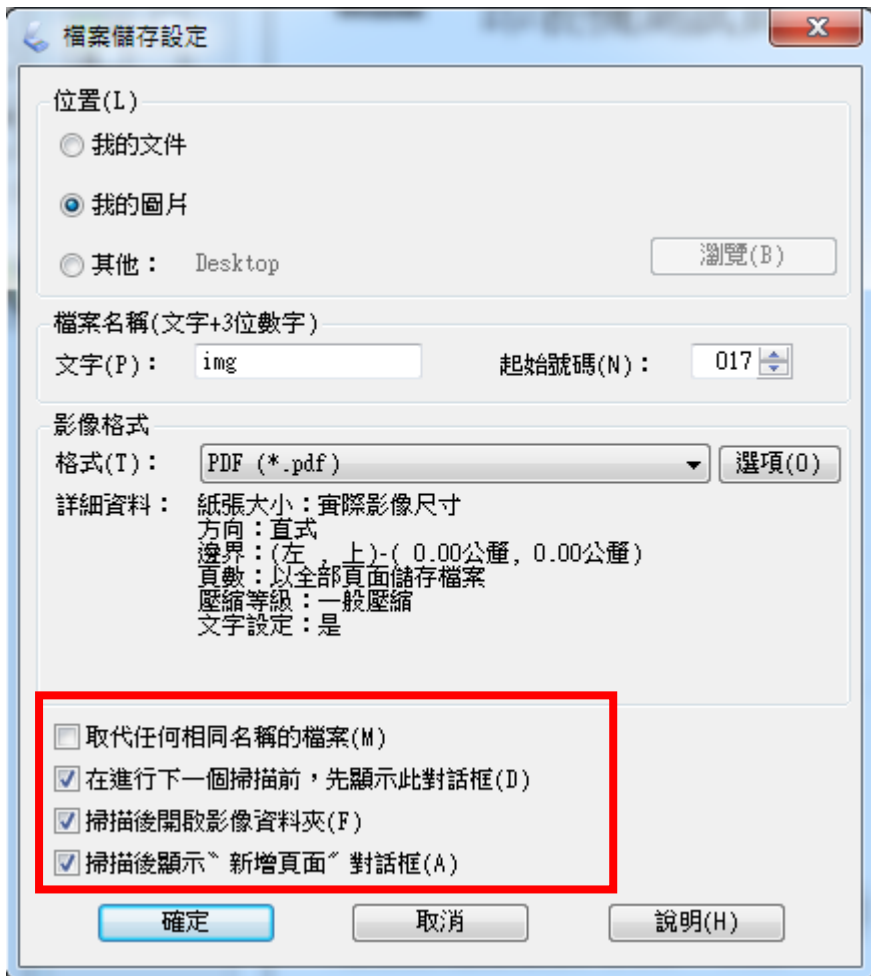 檔案儲存設定
位置(L)
我的文件
我的圖片
其他： Desktop 瀏覽(B)
檔案名稱(文字+3位數字)
文字(P)： img 起始號碼(N)： 017
影像格式
格式(T)： PDF (*.pdf) 選項(O)
詳細資料： 紙張大小：實際影像尺寸
方向：直式
邊界：(左 , 上)-( 0.00公釐, 0.00公釐)
頁數：以全部頁面儲存檔案
壓縮等級：一般壓縮
文字設定：是
取代任何相同名稱的檔案(M)
在進行下一個掃描前，先顯示此對話框(D)
掃描後開啟影像資料夾(F)
掃描後顯示〝新增頁面〞對話框(A)
確定 取消 說明(H)